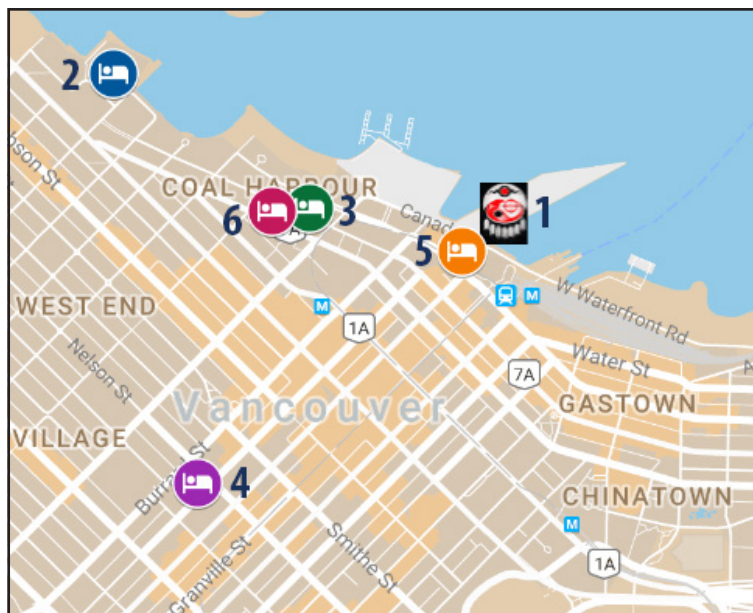 2
COAL HARBOUR
6
3
1
Canad
5
WEST END
M
M
W Waterfront Rd
1A
Nelson St
Water St
7A
Vancouver
GASTOWN
VILLAGE
Burrard St
4
CHINATOWN
Smithe St
M
Granville St
1A